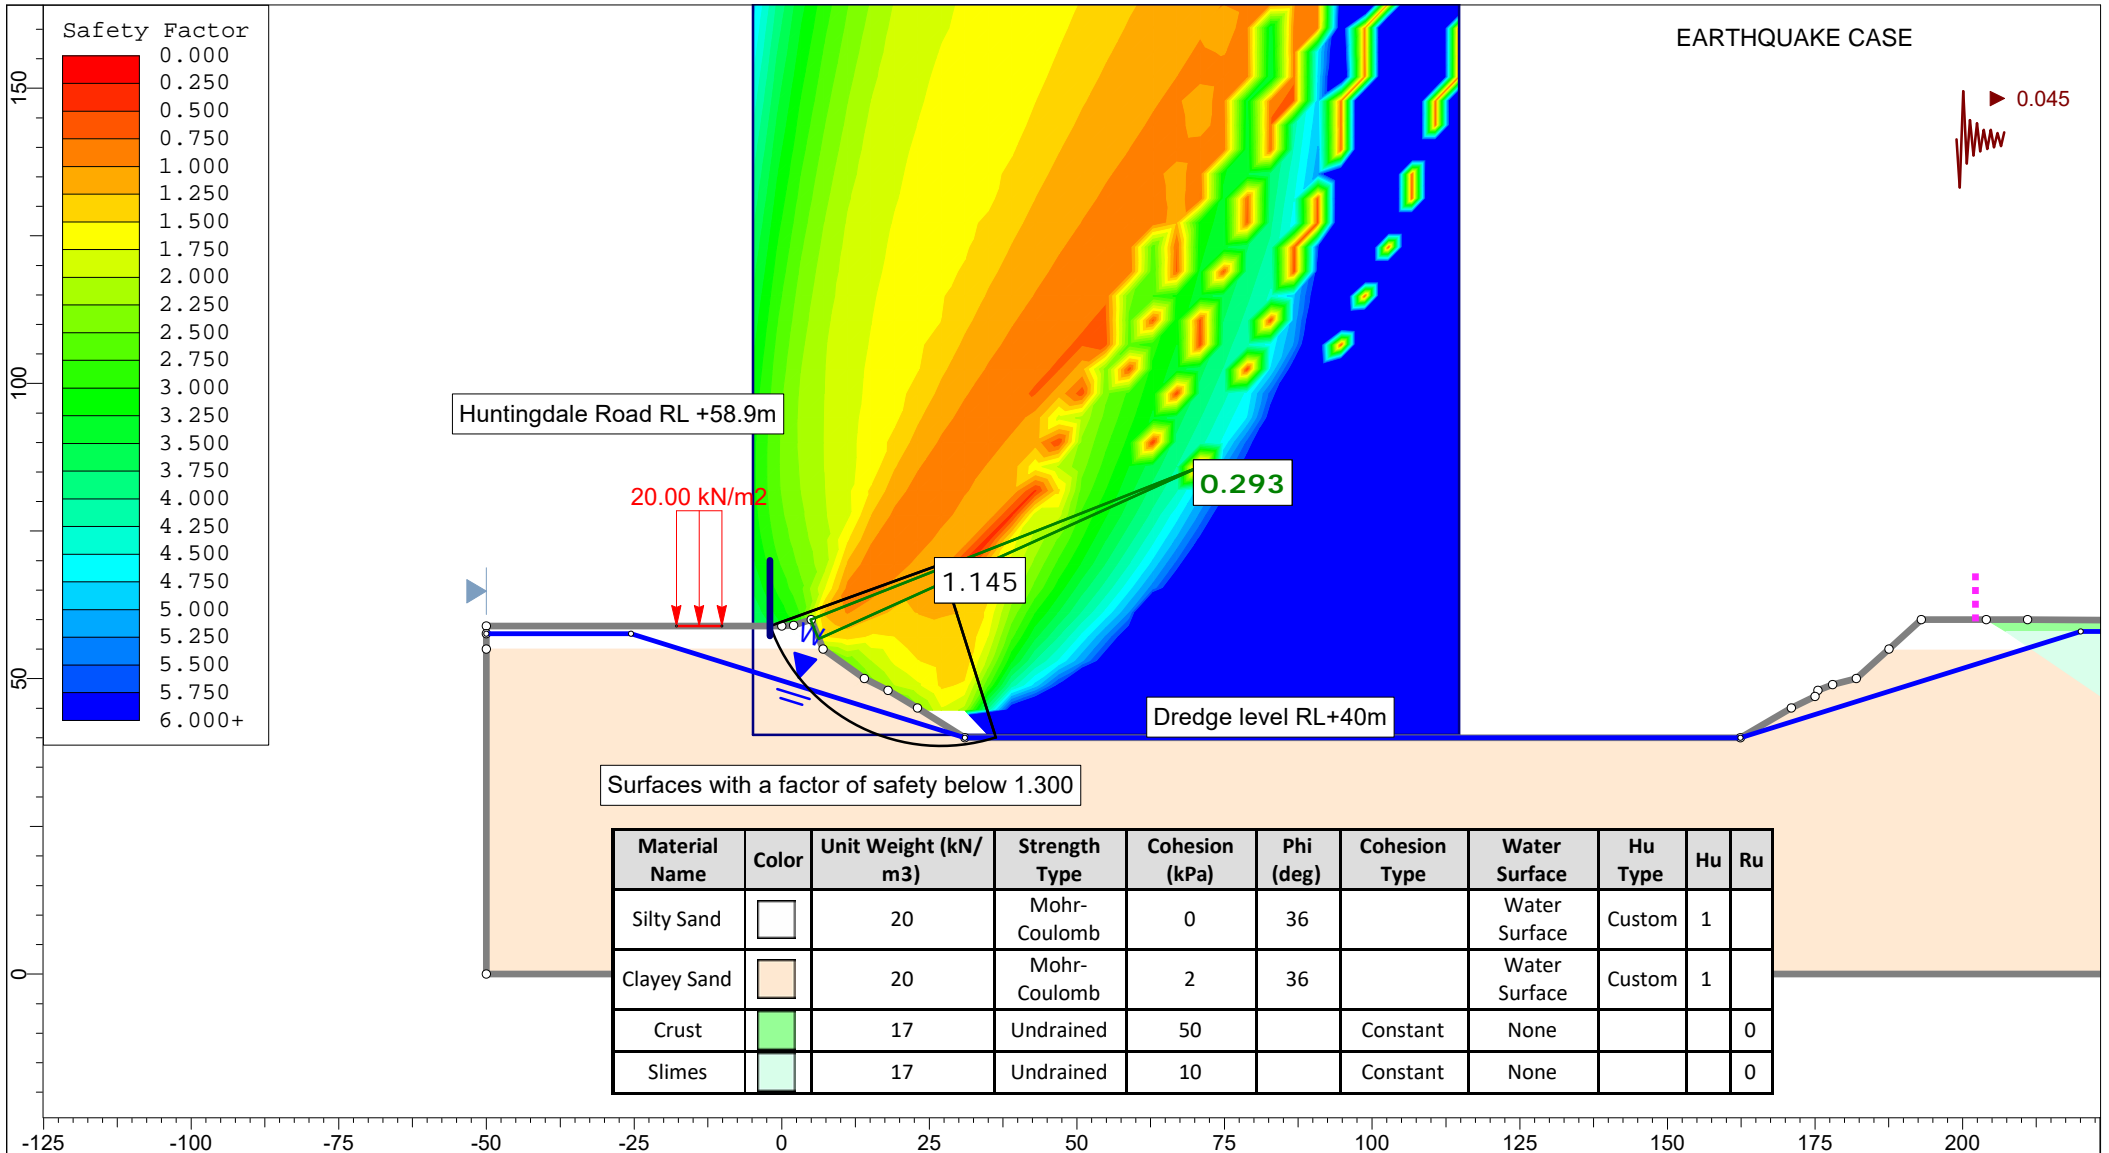 Safety Factor
0.000
0.250
0.500
0.750
1.000
1.250
1.500
1.750
2.000
2.250
2.500
2.750
3.000
3.250
3.500
3.750
4.000
4.250
4.500
4.750
5.000
5.250
5.500
5.750
6.000+
EARTHQUAKE CASE
0.045
150
100
50
0
Huntingdale Road RL +58.9m
20.00 kN/m2
0.293
1.145
W
Dredge level RL+40m
Surfaces with a factor of safety below 1.300
Material Name Color Unit Weight (kN/m3) Strength Type Cohesion (kPa) Phi (deg) Cohesion Type Water Surface Hu Type Hu Ru
Silty Sand 20 Mohr-Coulomb 0 36 Water Surface Custom 1
Clayey Sand 20 Mohr-Coulomb 2 36 Water Surface Custom 1
Crust 17 Undrained 50 Constant None 0
Slimes 17 Undrained 10 Constant None 0
-125 -100 -75 -50 -25 0 25 50 75 100 125 150 175 200